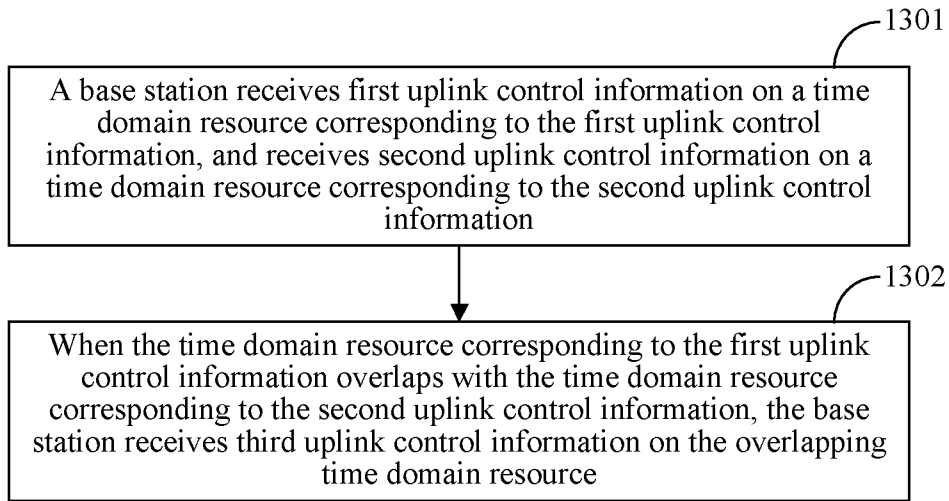 1301
A base station receives first uplink control information on a time
domain resource corresponding to the first uplink control
information, and receives second uplink control information on a
time domain resource corresponding to the second uplink control
information
1302
When the time domain resource corresponding to the first uplink
control information overlaps with the time domain resource
corresponding to the second uplink control information, the base
station receives third uplink control information on the overlapping
time domain resource